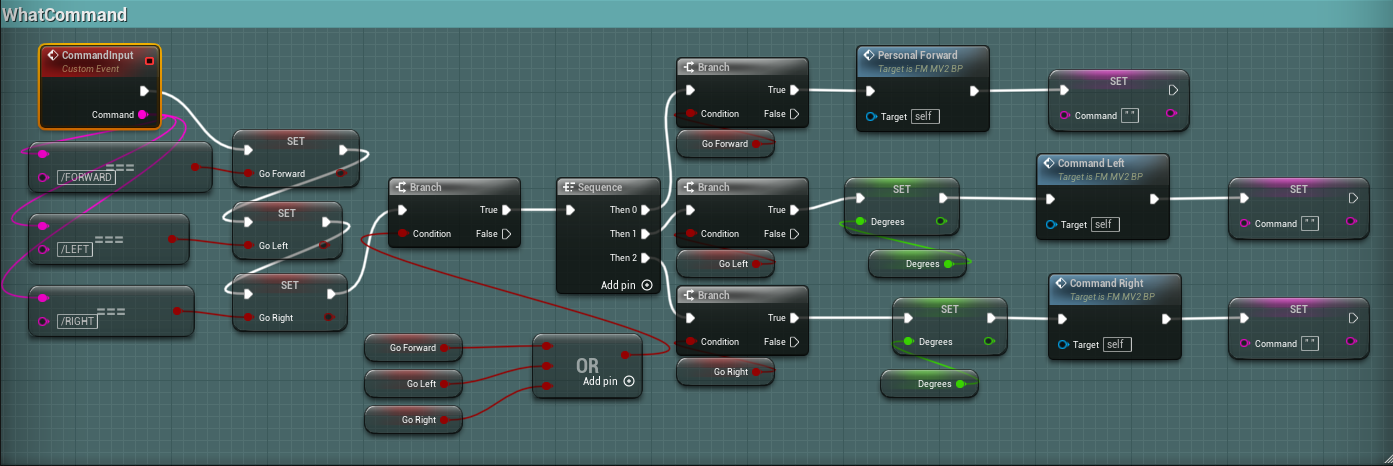 WhatCommand
CommandInput
Custom Event
Command
===
/FORWARD
===
/LEFT
===
/RIGHT
SET
Go Forward
SET
Go Left
SET
Go Right
Branch
True
Condition
False
Go Forward
Go Left
Go Right
OR
Add pin
Sequence
Then 0
Then 1
Then 2
Add pin
Branch
True
Condition
False
Go Forward
Personal Forward
Target is FM MV2 BP
Target
self
SET
Command
""
Branch
True
Condition
False
Go Left
SET
Degrees
Degrees
Command Left
Target is FM MV2 BP
Target
self
SET
Command
""
Branch
True
Condition
False
Go Right
SET
Degrees
Degrees
Command Right
Target is FM MV2 BP
Target
self
SET
Command
""